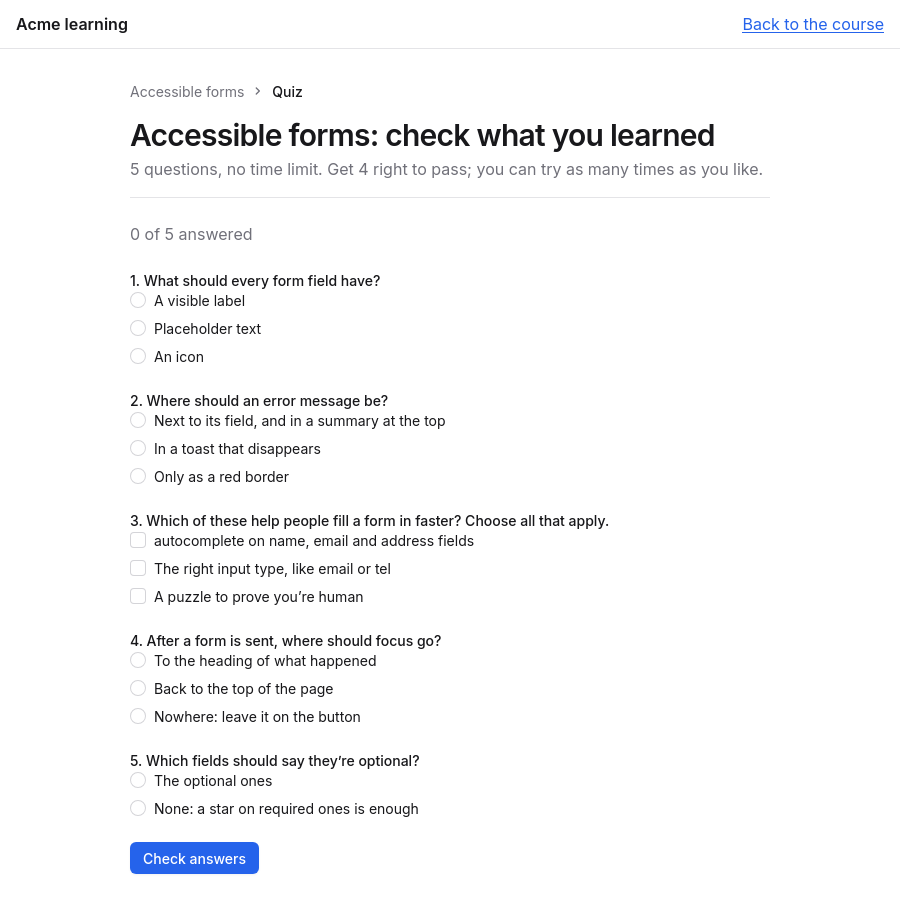 Acme learning
Back to the course
Accessible forms > Quiz
Accessible forms: check what you learned
5 questions, no time limit. Get 4 right to pass; you can try as many times as you like.
0 of 5 answered
1. What should every form field have?
A visible label
Placeholder text
An icon
2. Where should an error message be?
Next to its field, and in a summary at the top
In a toast that disappears
Only as a red border
3. Which of these help people fill a form in faster? Choose all that apply.
autocomplete on name, email and address fields
The right input type, like email or tel
A puzzle to prove you’re human
4. After a form is sent, where should focus go?
To the heading of what happened
Back to the top of the page
Nowhere: leave it on the button
5. Which fields should say they’re optional?
The optional ones
None: a star on required ones is enough
Check answers